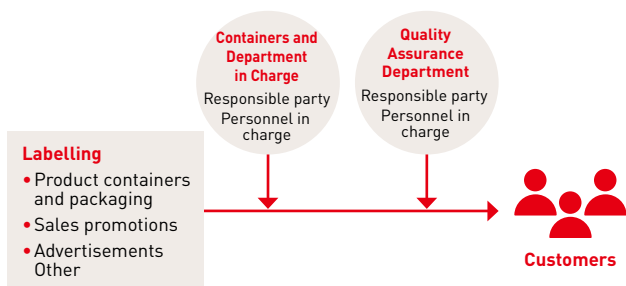 Containers and
Department
in Charge
Responsible party
Personnel in
charge
Quality
Assurance
Department
Responsible party
Personnel in
charge
Labelling
•Product containers
and packaging
•Sales promotions
•Advertisements
Other
Customers